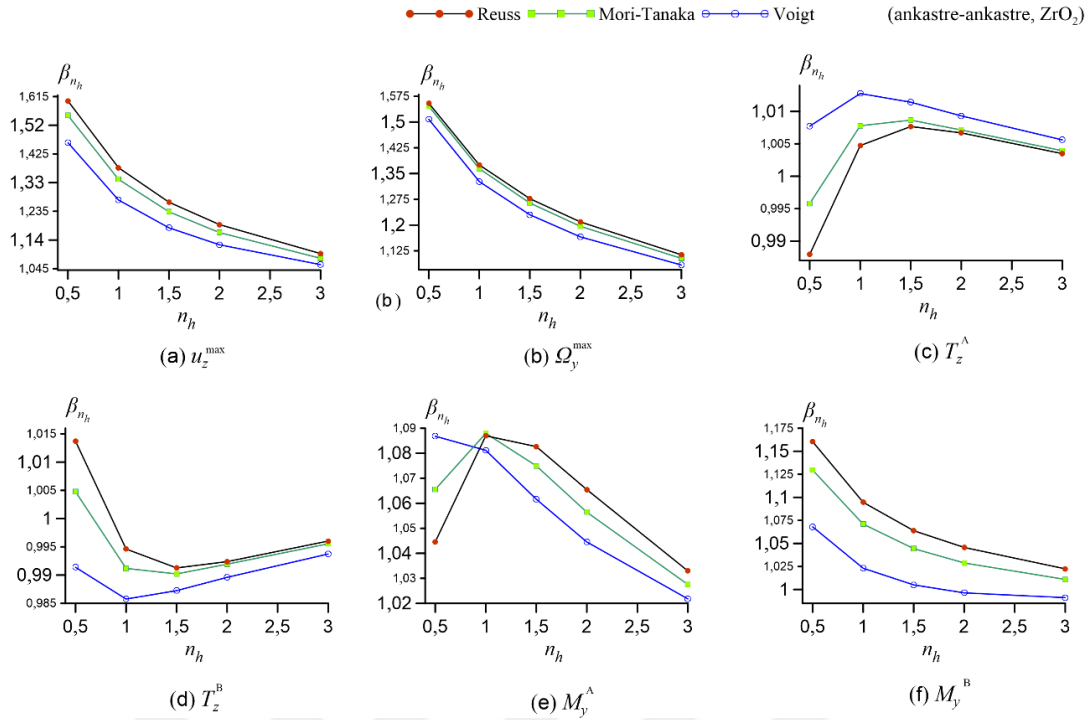 Reuss Mori-Tanaka Voigt (ankastre-ankastre, ZrO₂)
βₙₕ
1,615
1,52
1,425
1,33
1,235
1,14
1,045
0,5 1 1,5 2 2,5 3
nₕ
(a) u_z^max
βₙₕ
1,575
1,5
1,425
1,35
1,275
1,2
1,125
(b)
0,5 1 1,5 2 2,5 3
nₕ
(b) Ω_y^max
βₙₕ
1,01
1,005
1
0,995
0,99
0,5 1 1,5 2 2,5 3
nₕ
(c) T_z^A
βₙₕ
1,015
1,01
1,005
1
0,995
0,99
0,985
0,5 1 1,5 2 2,5 3
nₕ
(d) T_z^B
βₙₕ
1,09
1,08
1,07
1,06
1,05
1,04
1,03
1,02
0,5 1 1,5 2 2,5 3
nₕ
(e) M_y^A
βₙₕ
1,175
1,15
1,125
1,1
1,075
1,05
1,025
1
0,5 1 1,5 2 2,5 3
nₕ
(f) M_y^B